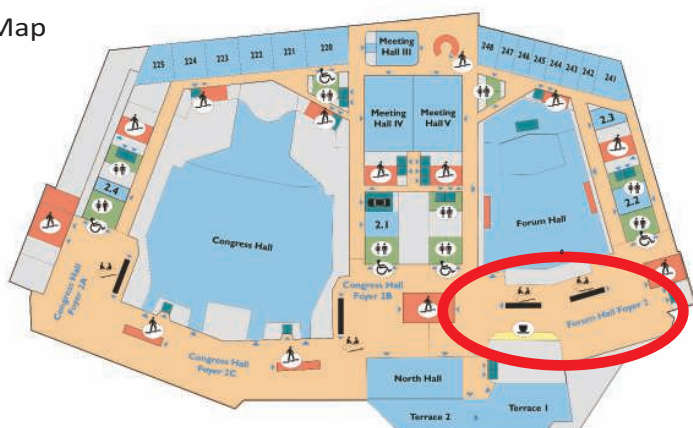 Map
Meeting
Hall III
225
224
223
222
221
220
248
247
246
245
244
243
242
241
Meeting
Hall IV
Meeting
Hall V
2.3
2.4
2.1
2.2
Congress Hall
Forum Hall
Congress Hall
Foyer 2A
Congress Hall
Foyer 2B
Forum Hall Foyer 2
Congress Hall
Foyer 2C
North Hall
Terrace 2
Terrace 1